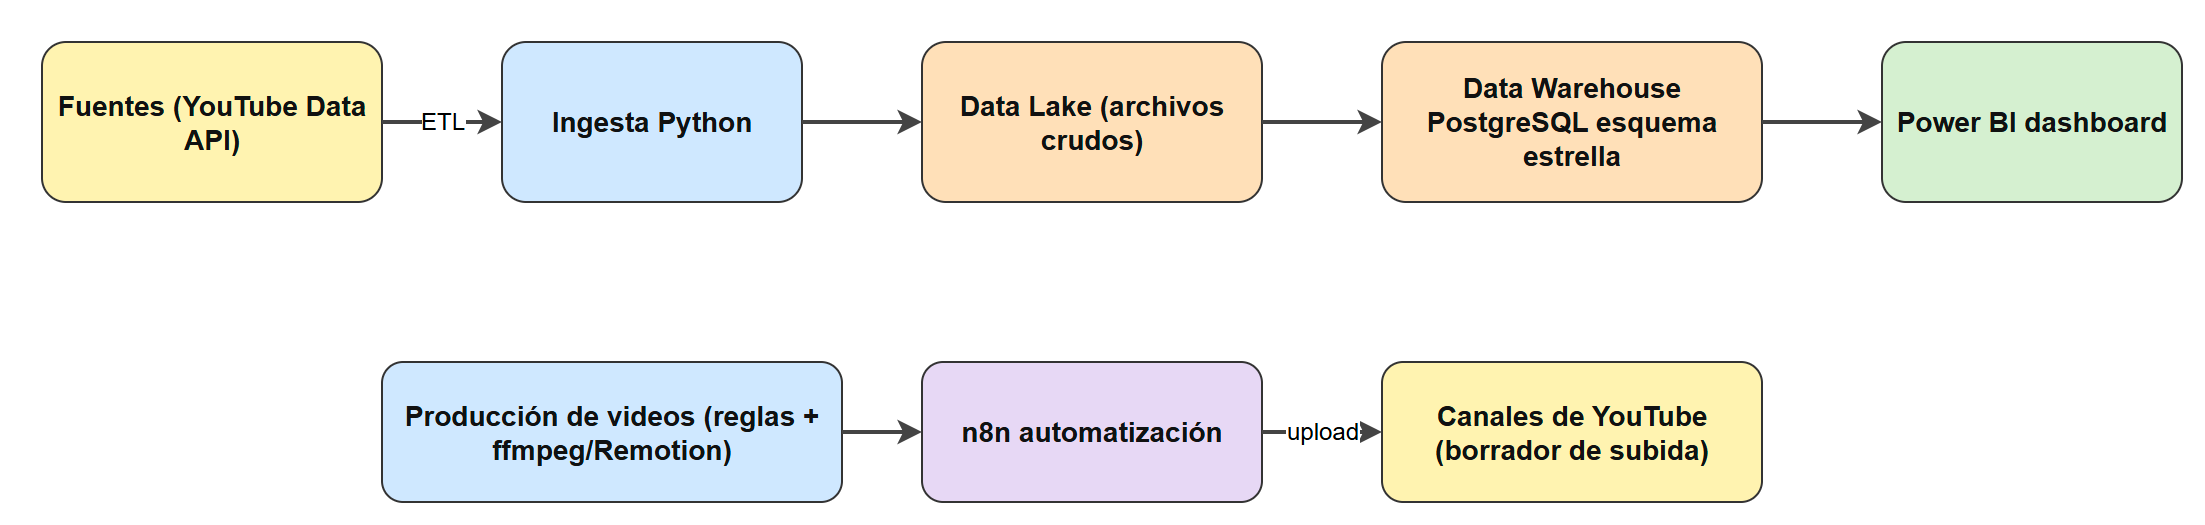 Fuentes (YouTube Data
API)
ETL
Ingesta Python
Data Lake (archivos
crudos)
Data Warehouse
PostgreSQL esquema
estrella
Power BI dashboard
Producción de videos (reglas +
ffmpeg/Remotion)
n8n automatización
upload
Canales de YouTube
(borrador de subida)